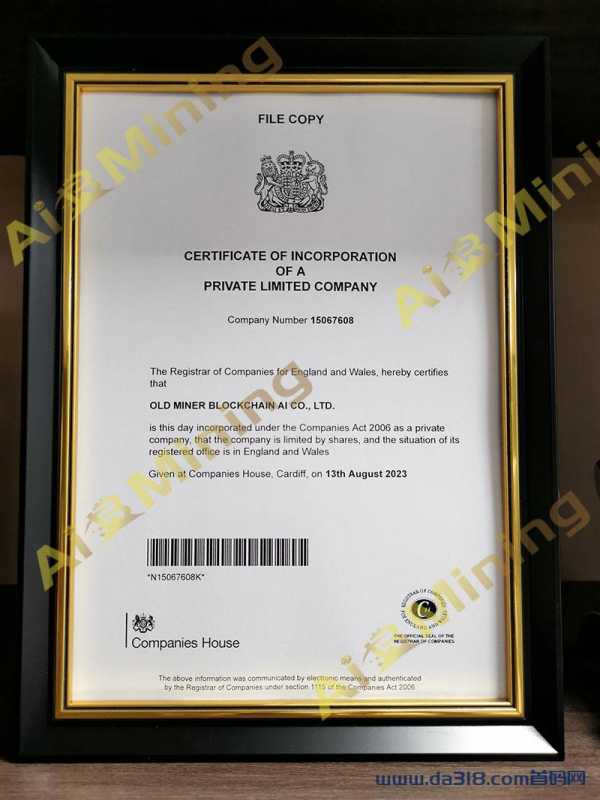 FILE COPY
CERTIFICATE OF INCORPORATION
OF A
PRIVATE LIMITED COMPANY
Company Number 15067608
The Registrar of Companies for England and Wales, hereby certifies
that
OLD MINER BLOCKCHAIN AI CO., LTD.
is this day incorporated under the Companies Act 2006 as a private
company, that the company is limited by shares, and the situation of its
registered office is in England and Wales
Given at Companies House, Cardiff, on 13th August 2023
*N15067608K*
Companies House
REGISTRAR OF COMPANIES
ENGLAND AND WALES
C
THE OFFICIAL SEAL OF THE
REGISTRAR OF COMPANIES
The above information was communicated by electronic means and authenticated
by the Registrar of Companies under section 1115 of the Companies Act 2006
Ai Mining
Ai Mining
Ai Mining
Ai Mining
www.da318.com首码网